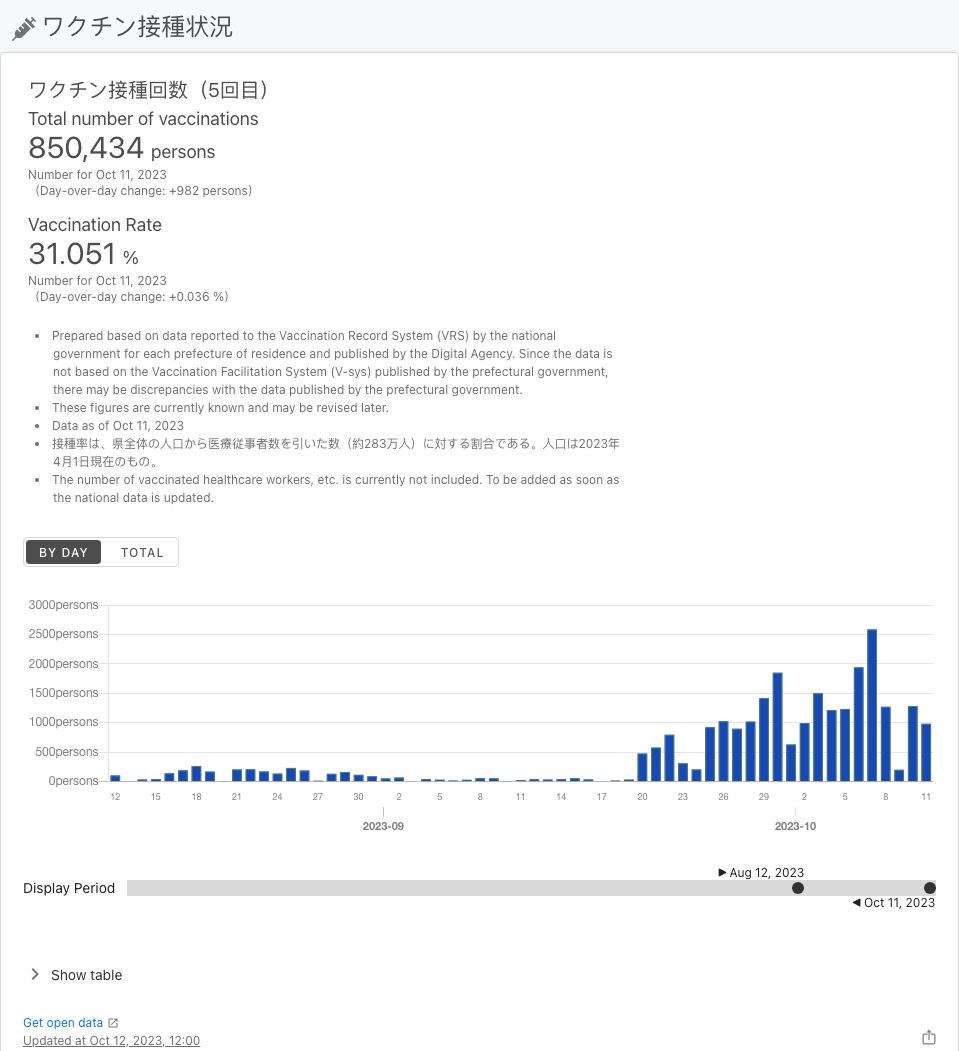 ワクチン接種状況
ワクチン接種回数（5回目）
Total number of vaccinations
850,434 persons
Number for Oct 11, 2023
（Day-over-day change: +982 persons）
Vaccination Rate
31.051 %
Number for Oct 11, 2023
（Day-over-day change: +0.036 %）
• Prepared based on data reported to the Vaccination Record System (VRS) by the national
government for each prefecture of residence and published by the Digital Agency. Since the data is
not based on the Vaccination Facilitation System (V-sys) published by the prefectural government,
there may be discrepancies with the data published by the prefectural government.
• These figures are currently known and may be revised later.
• Data as of Oct 11, 2023
• 接種率は、県全体の人口から医療従事者数を引いた数（約283万人）に対する割合である。人口は2023年
4月1日現在のもの。
• The number of vaccinated healthcare workers, etc. is currently not included. To be added as soon as
the national data is updated.
BY DAY TOTAL
3000persons
2500persons
2000persons
1500persons
1000persons
500persons
0persons
12 15 18 21 24 27 30 2 5 8 11 14 17 20 23 26 29 2 5 8 11
2023-09 2023-10
▶ Aug 12, 2023
Display Period
◀ Oct 11, 2023
Show table
Get open data
Updated at Oct 12, 2023, 12:00